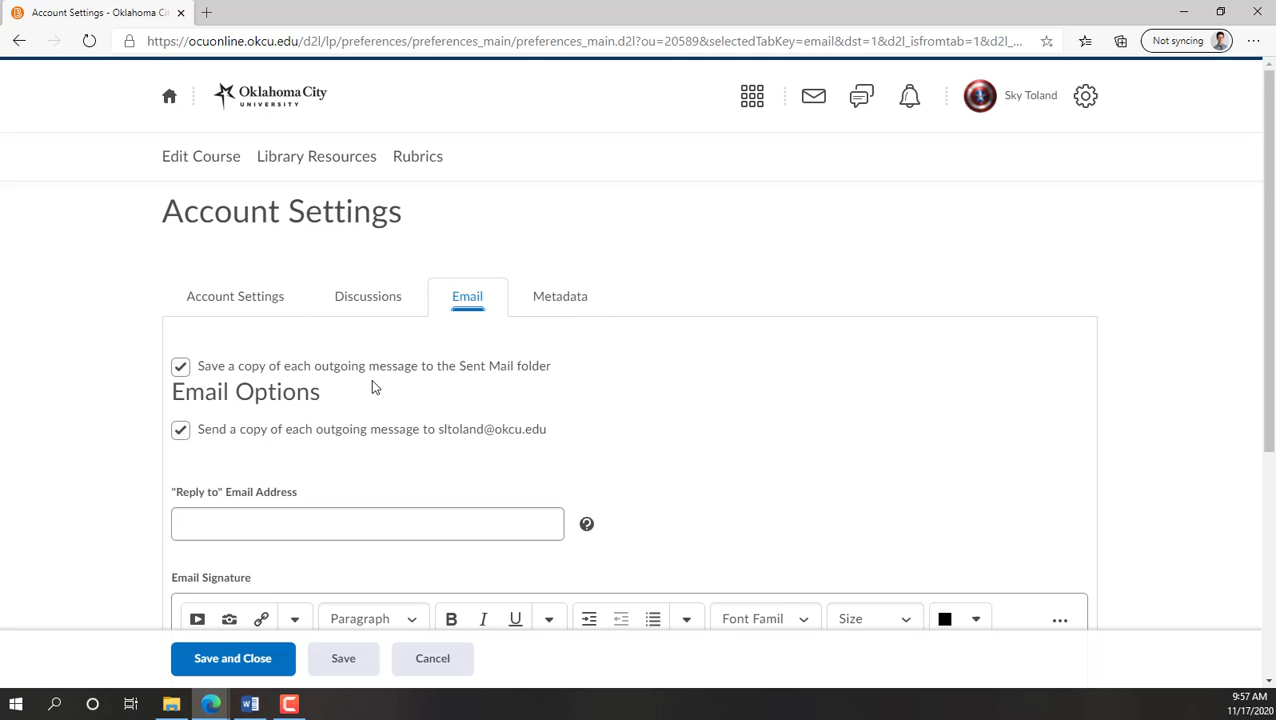 Account Settings - Oklahoma Ci
https://ocuonline.okcu.edu/d2l/lp/preferences/preferences_main/preferences_main.d2l?ou=20589&selectedTabKey=email&dst=1&d2l_isfromtab=1&d2l_...
Not syncing
Oklahoma City
UNIVERSITY
Sky Toland
Edit Course Library Resources Rubrics
Account Settings
Account Settings Discussions Email Metadata
Save a copy of each outgoing message to the Sent Mail folder
Email Options
Send a copy of each outgoing message to sltoland@okcu.edu
"Reply to" Email Address
Email Signature
Paragraph B I U Font Famil Size ...
Save and Close Save Cancel
9:57 AM
11/17/2020